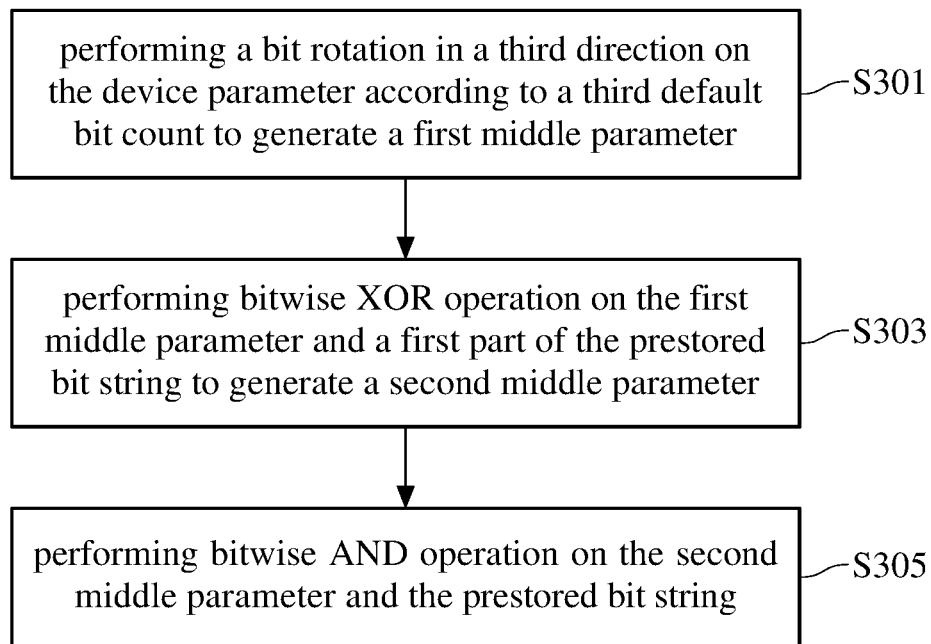 performing a bit rotation in a third direction on
the device parameter according to a third default
bit count to generate a first middle parameter
S301
performing bitwise XOR operation on the first
middle parameter and a first part of the prestored
bit string to generate a second middle parameter
S303
performing bitwise AND operation on the second
middle parameter and the prestored bit string
S305